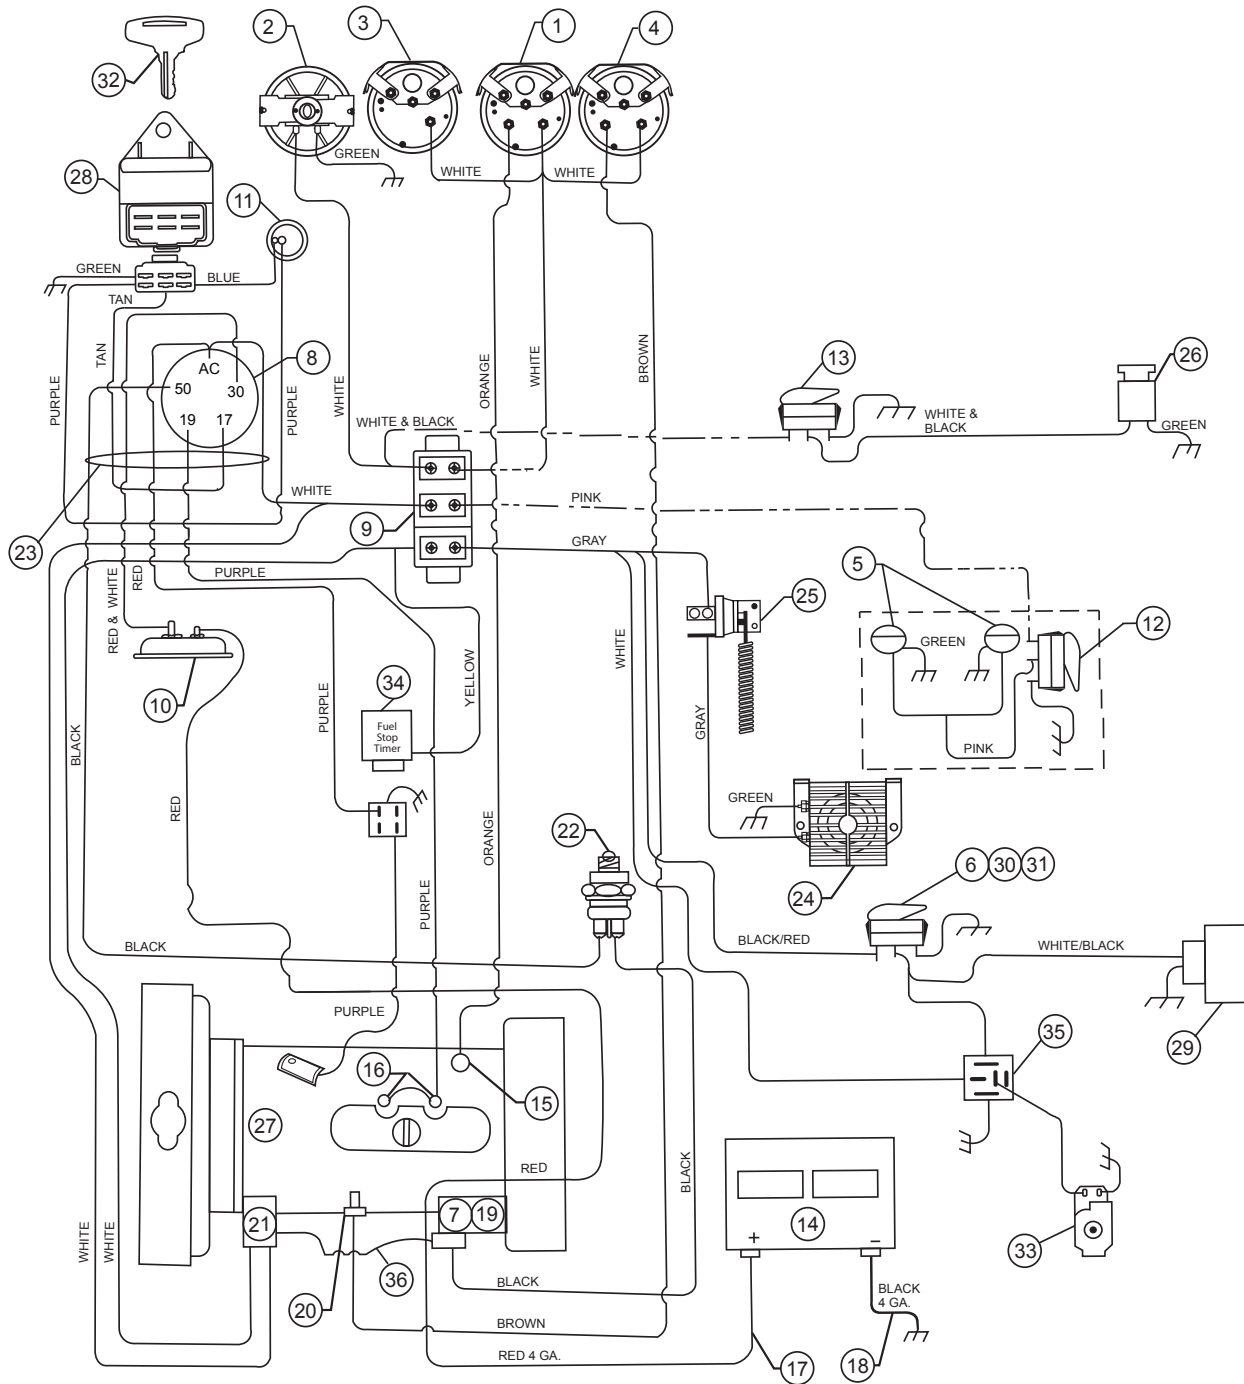 2
3
1
4
32
GREEN
WHITE
WHITE
28
11
GREEN
BLUE
TAN
TAN
AC
8
50
30
19
17
PURPLE
PURPLE
WHITE
ORANGE
WHITE
BROWN
13
26
WHITE & BLACK
WHITE &
BLACK
GREEN
WHITE
PINK
9
23
GRAY
RED
PURPLE
RED & WHITE
WHITE
25
5
12
GREEN
10
34
YELLOW
PURPLE
Fuel
Stop
Timer
BLACK
GRAY
PINK
RED
GREEN
ORANGE
22
24
6
30
31
PURPLE
BLACK
BLACK/RED
WHITE/BLACK
PURPLE
29
35
16
15
27
RED
BLACK
14
+
–
33
21
7
19
WHITE
WHITE
36
BLACK
BLACK
4 GA.
20
BROWN
RED 4 GA.
17
18